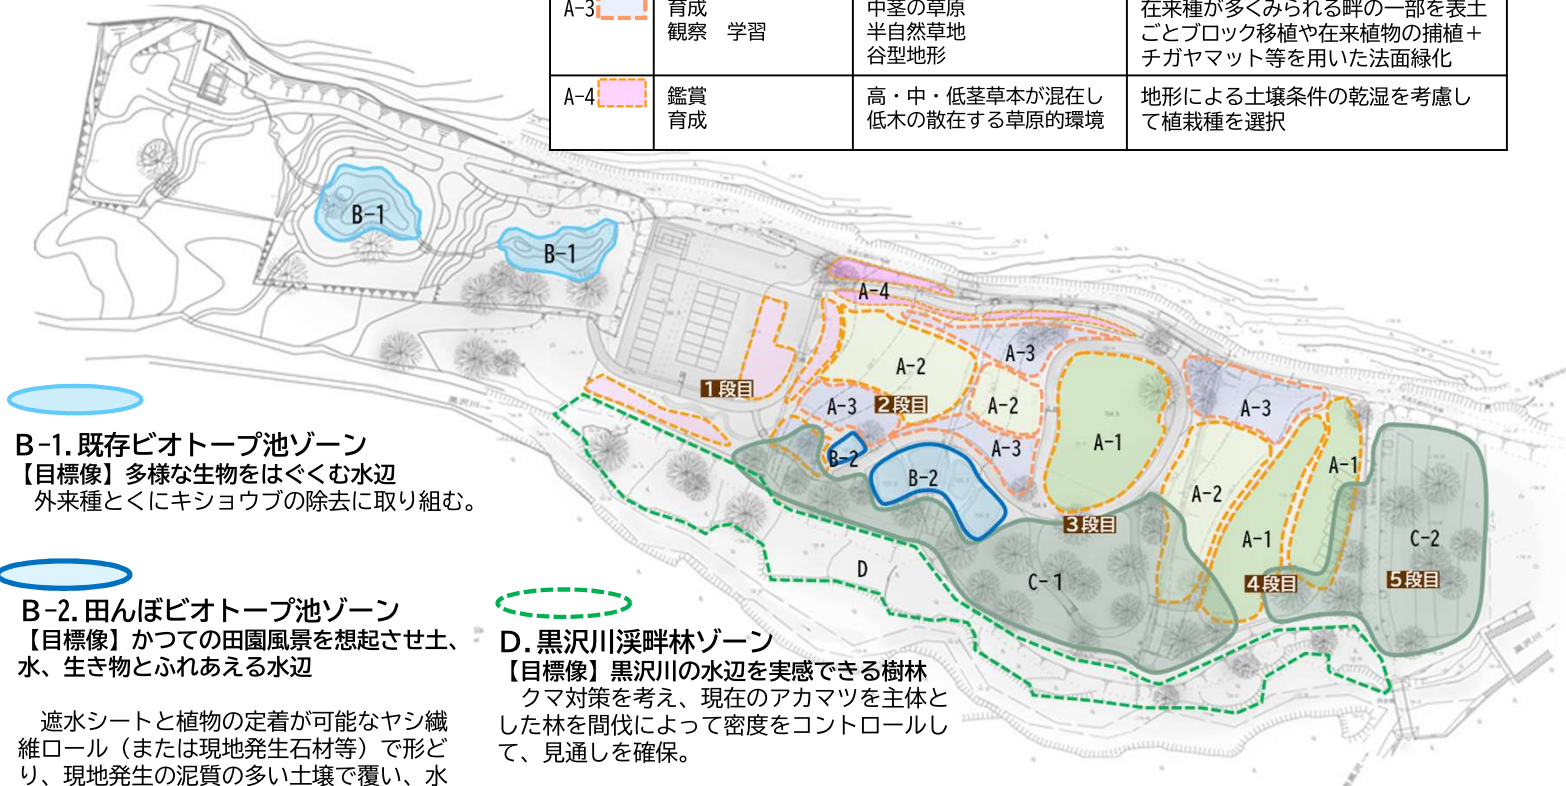 A-3
育成
観察　学習
中茎の草原
半自然草地
谷型地形
在来種が多くみられる畔の一部を表土
ごとブロック移植や在来植物の捕植＋
チガヤマット等を用いた法面緑化
A-4
鑑賞
育成
高・中・低茎草本が混在し
低木の散在する草原的環境
地形による土壌条件の乾湿を考慮し
て植栽種を選択
B-1
B-1
A-4
A-3
A-2
1段目
A-3
2段目
A-2
A-3
A-1
A-3
A-1
B-2
B-2
A-2
3段目
A-1
C-2
D
C-1
4段目
5段目
黒沢川
黒沢川
B-1. 既存ビオトープ池ゾーン
【目標像】多様な生物をはぐくむ水辺
外来種とくにキショウブの除去に取り組む。
B-2. 田んぼビオトープ池ゾーン
【目標像】かつての田園風景を想起させ土、
水、生き物とふれあえる水辺
遮水シートと植物の定着が可能なヤシ繊
維ロール（または現地発生石材等）で形ど
り、現地発生の泥質の多い土壌で覆い、水
D. 黒沢川渓畔林ゾーン
【目標像】黒沢川の水辺を実感できる樹林
クマ対策を考え、現在のアカマツを主体と
した林を間伐によって密度をコントロールし
て、見通しを確保。